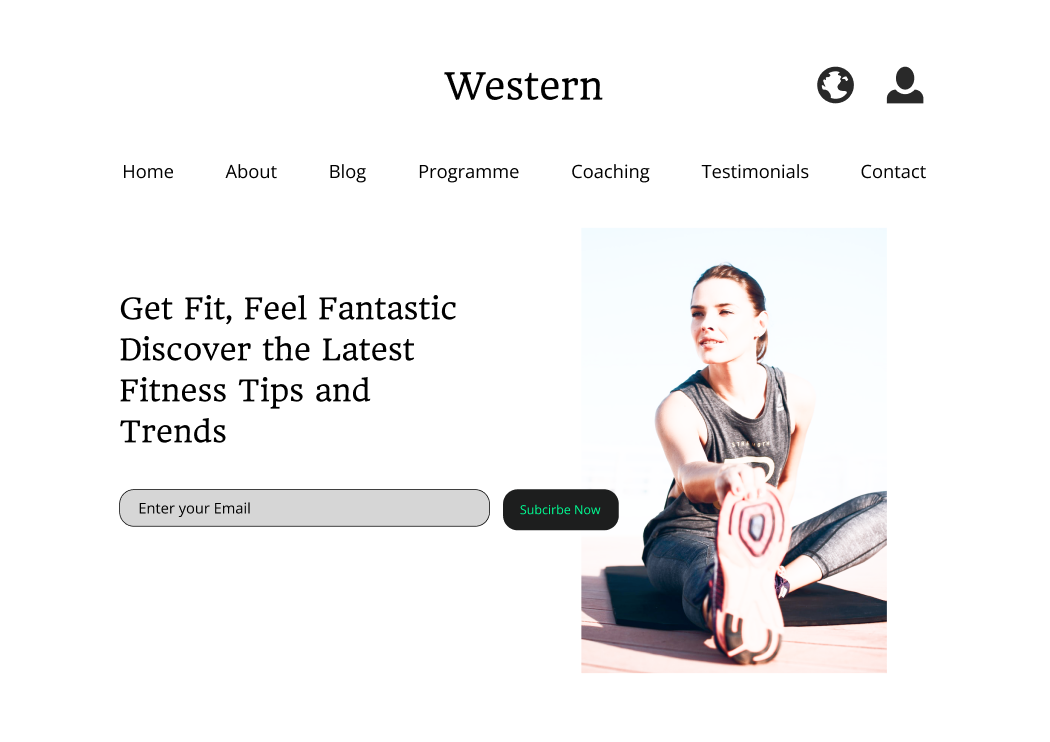 Western
Home About Blog Programme Coaching Testimonials Contact
Get Fit, Feel Fantastic
Discover the Latest
Fitness Tips and
Trends
Enter your Email
Subcirbe Now